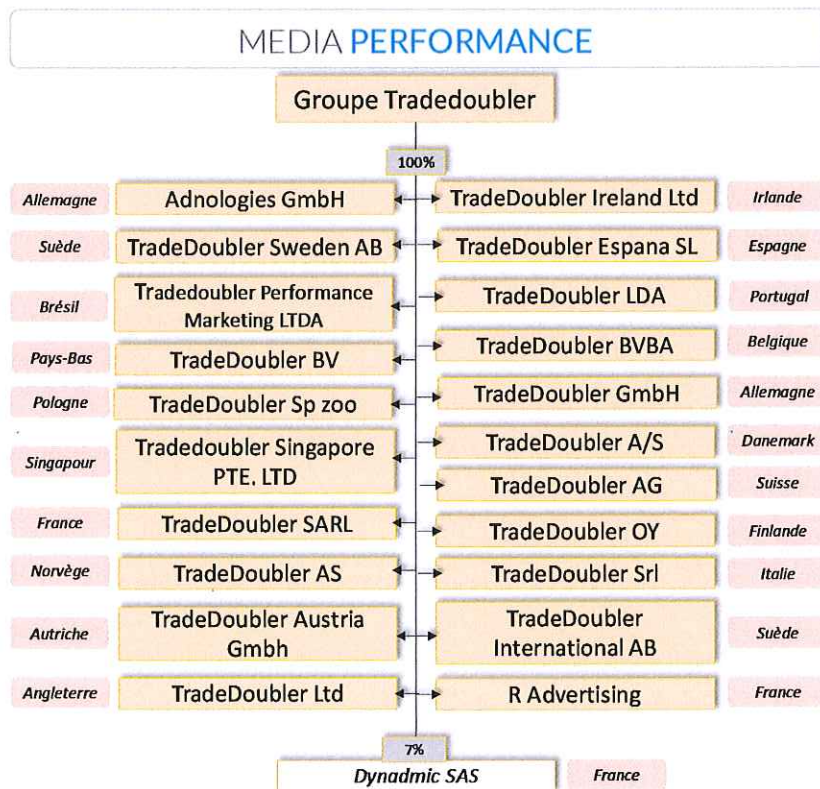 MEDIA PERFORMANCE
Groupe Tradedoubler
100%
Allemagne
Adnologies GmbH
TradeDoubler Ireland Ltd
Irlande
Suède
TradeDoubler Sweden AB
TradeDoubler Espana SL
Espagne
Brésil
Tradedoubler Performance
Marketing LTDA
TradeDoubler LDA
Portugal
Pays-Bas
TradeDoubler BV
TradeDoubler BVBA
Belgique
Pologne
TradeDoubler Sp zoo
TradeDoubler GmbH
Allemagne
Singapour
Tradedoubler Singapore
PTE. LTD
TradeDoubler A/S
Danemark
TradeDoubler AG
Suisse
France
TradeDoubler SARL
TradeDoubler OY
Finlande
Norvège
TradeDoubler AS
TradeDoubler Srl
Italie
Autriche
TradeDoubler Austria
Gmbh
TradeDoubler
International AB
Suède
Angleterre
TradeDoubler Ltd
R Advertising
France
7%
Dynadmic SAS
France